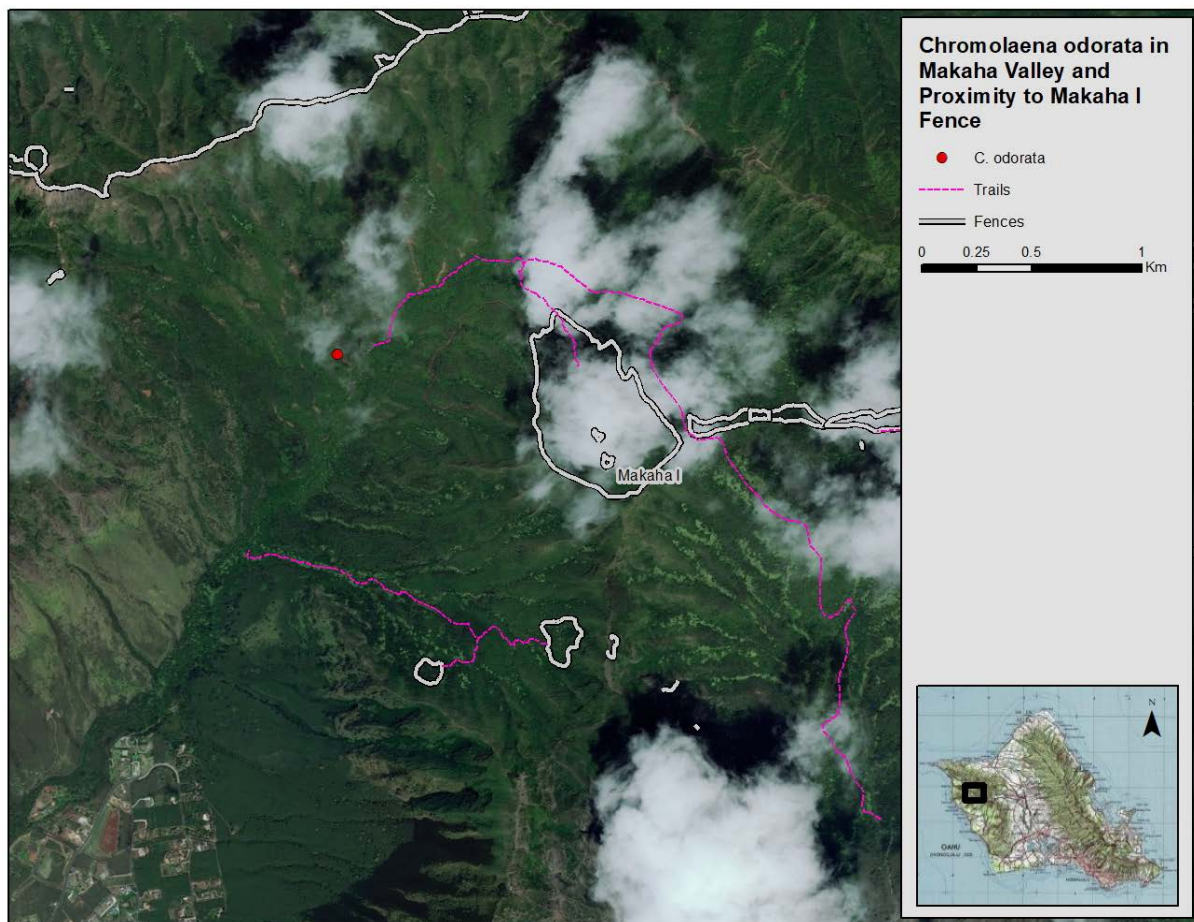 Chromolaena odorata in
Makaha Valley and
Proximity to Makaha I
Fence
C. odorata
Trails
Fences
0 0.25 0.5 1
Km
Makaha I
N
OAHU